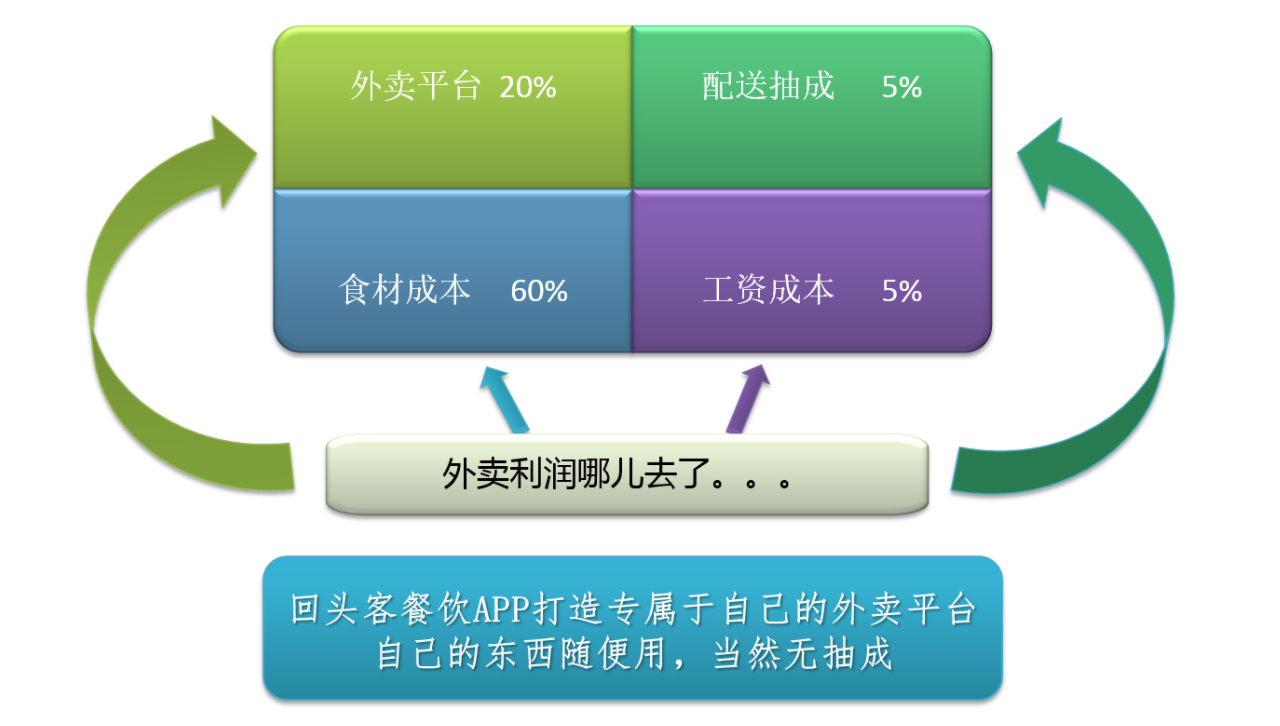 外卖平台 20%
配送抽成 5%
食材成本 60%
工资成本 5%
外卖利润哪儿去了。。。
回头客餐饮APP打造专属于自己的外卖平台
自己的东西随便用，当然无抽成